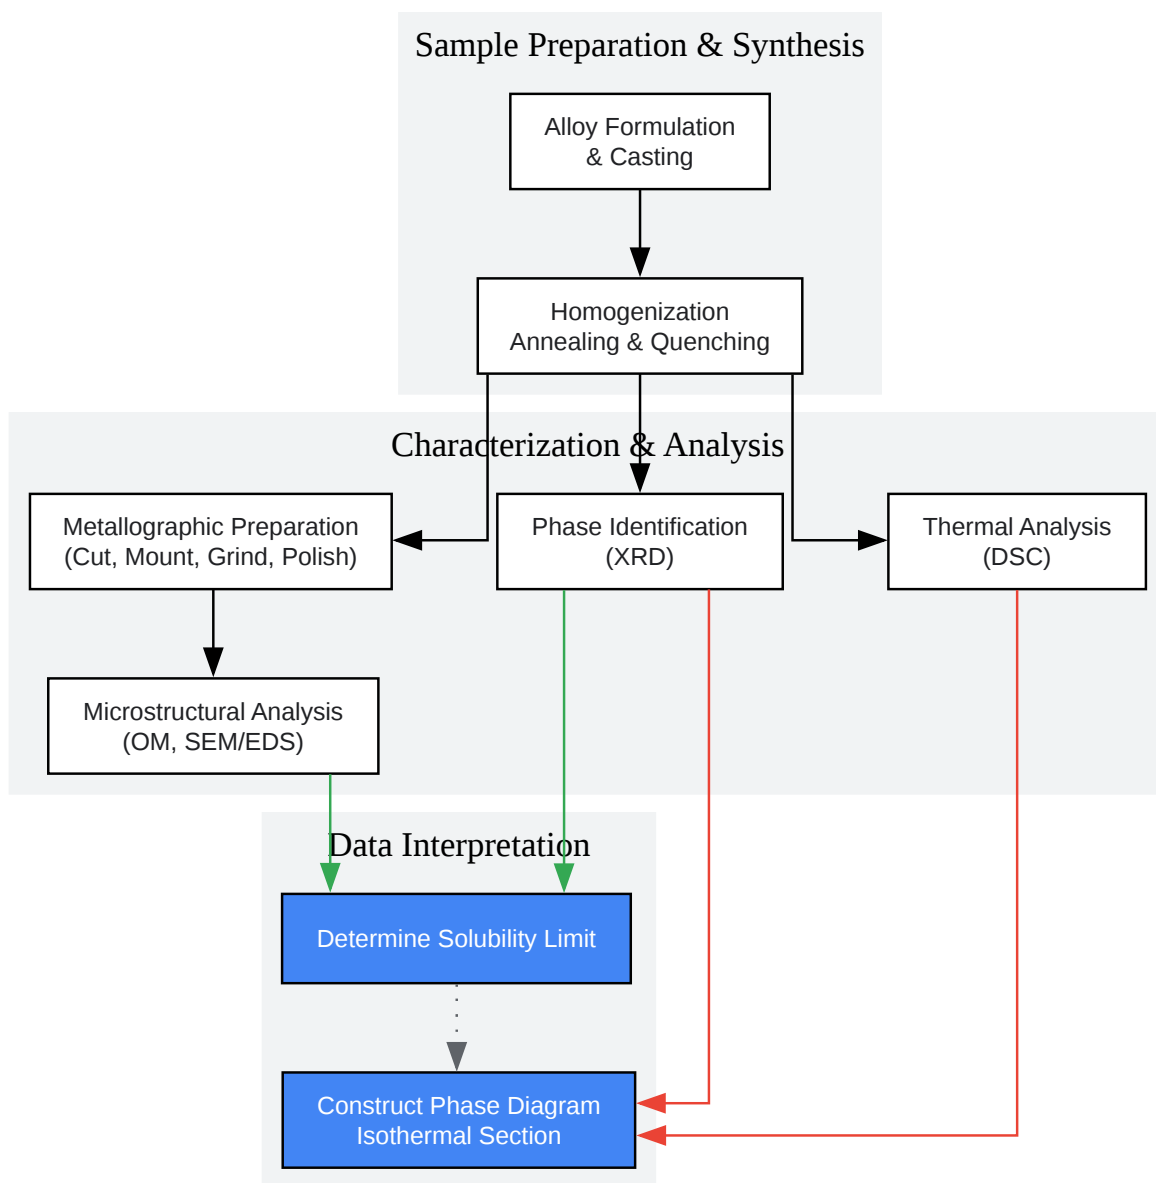 Sample Preparation & Synthesis
Alloy Formulation
& Casting
Homogenization
Annealing & Quenching
Characterization & Analysis
Metallographic Preparation
(Cut, Mount, Grind, Polish)
Phase Identification
(XRD)
Thermal Analysis
(DSC)
Microstructural Analysis
(OM, SEM/EDS)
Data Interpretation
Determine Solubility Limit
Construct Phase Diagram
Isothermal Section